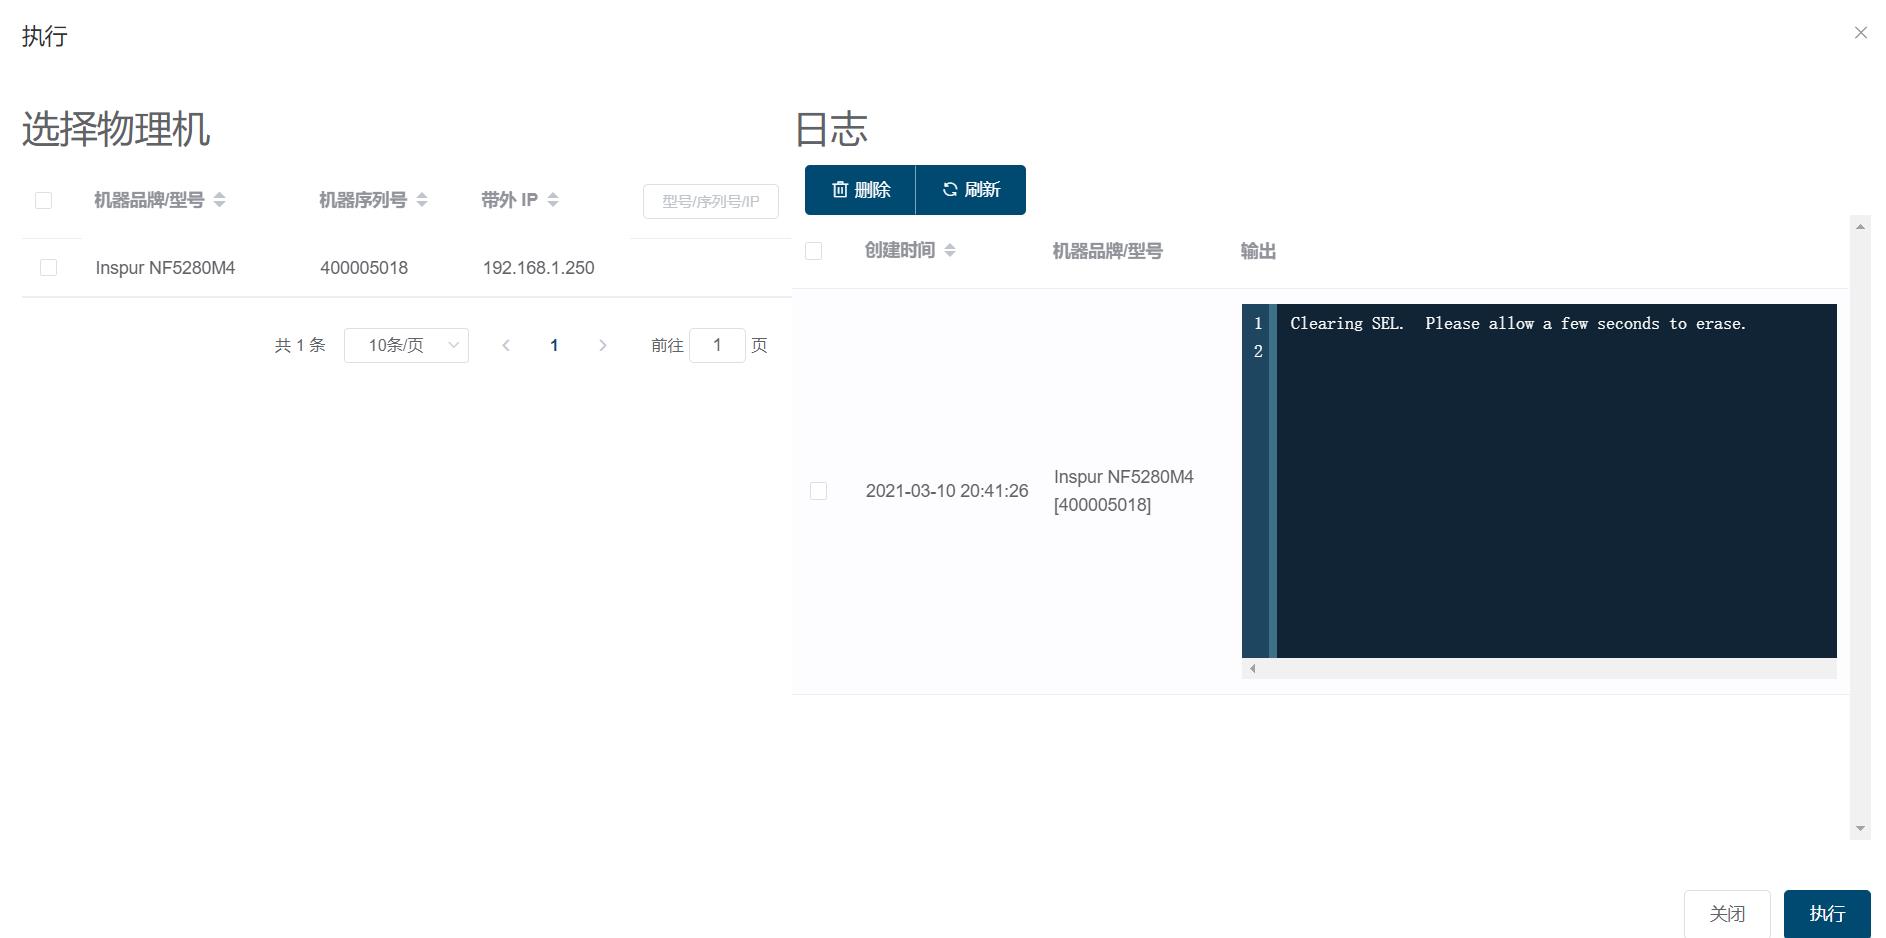 执行
选择物理机
机器品牌/型号 机器序列号 带外 IP 型号/序列号/IP
Inspur NF5280M4 400005018 192.168.1.250
共 1 条 10条/页 1 前往 1 页
日志
删除 刷新
创建时间 机器品牌/型号 输出
1 Clearing SEL.  Please allow a few seconds to erase.
2
2021-03-10 20:41:26 Inspur NF5280M4
[400005018]
关闭 执行